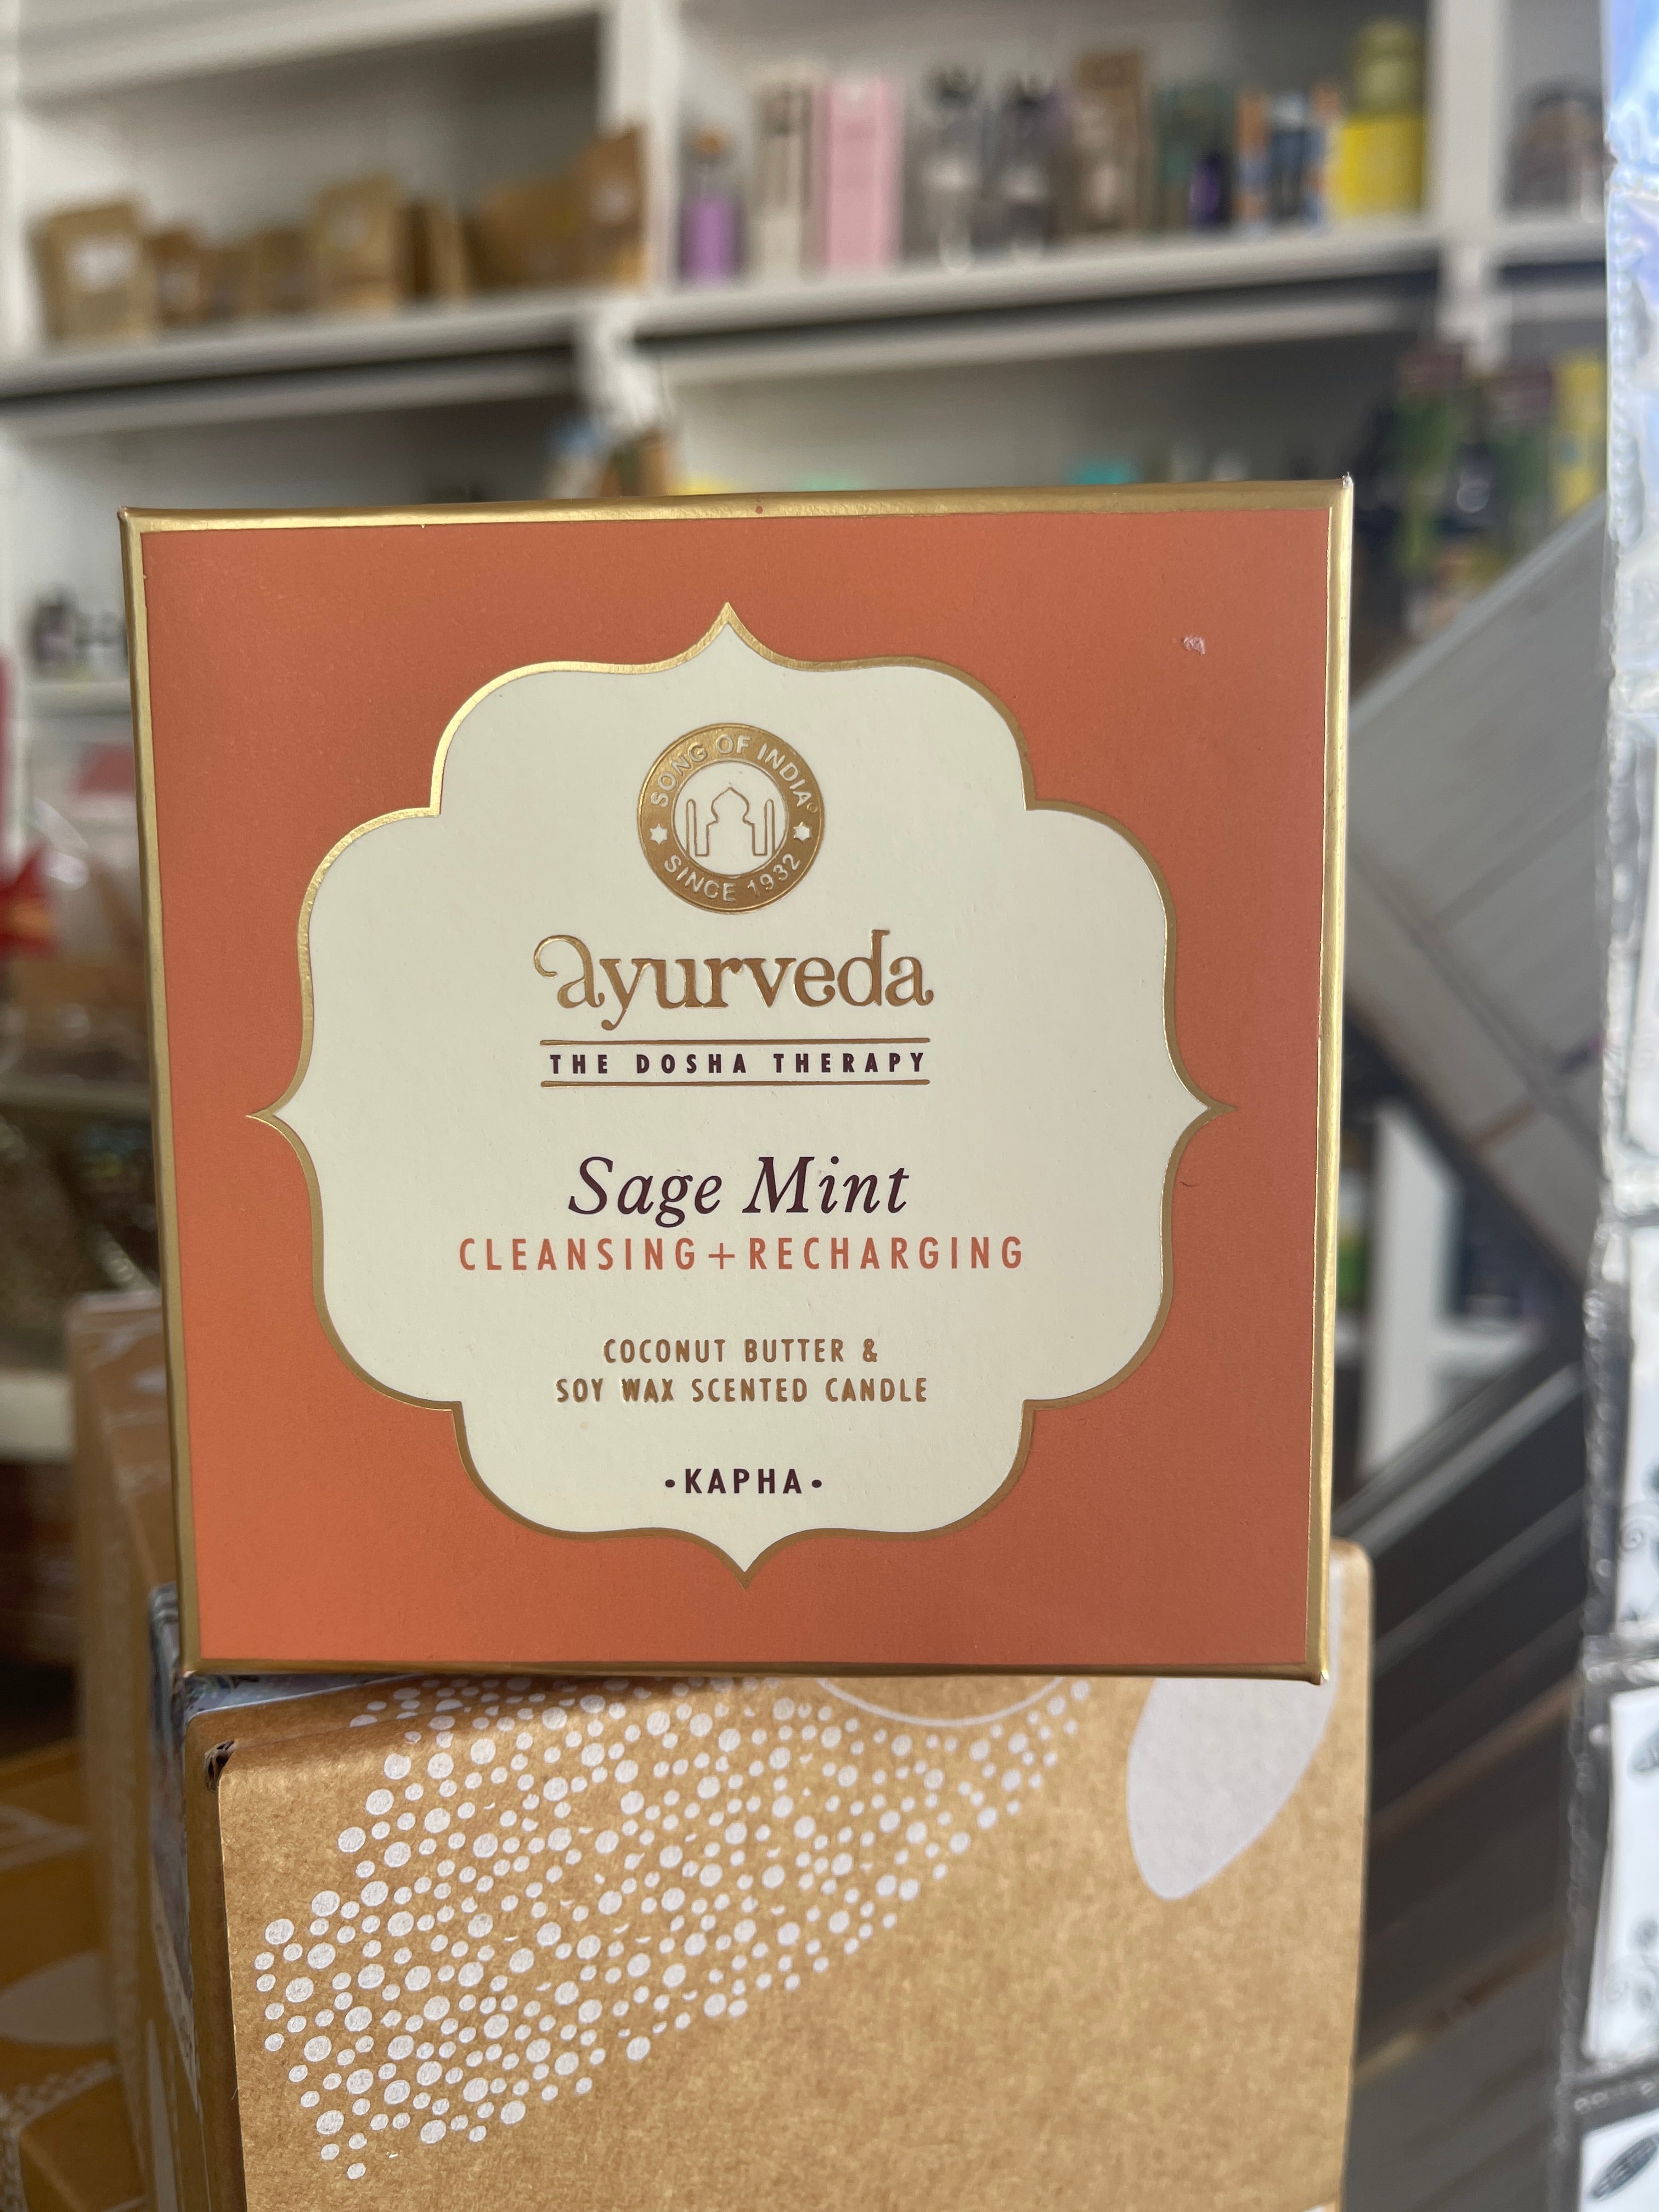 SONG OF INDIA
SINCE 1932
ayurveda
THE DOSHA THERAPY
Sage Mint
CLEANSING+RECHARGING
COCONUT BUTTER &
SOY WAX SCENTED CANDLE
•KAPHA•